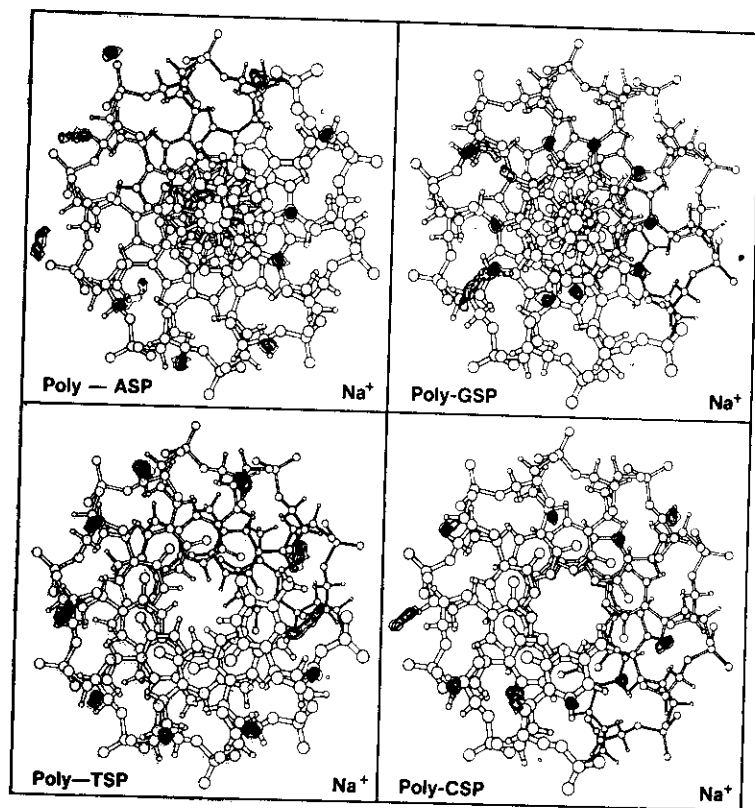 Poly — ASP Na⁺
Poly-GSP Na⁺
Poly—TSP Na⁺
Poly-CSP Na⁺